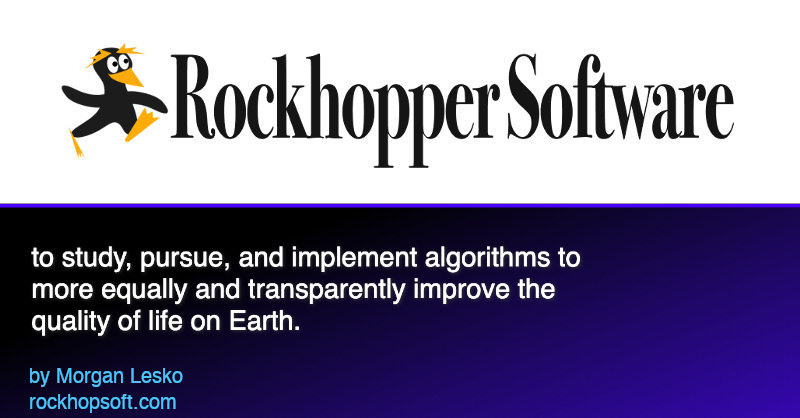 Rockhopper Software
to study, pursue, and implement algorithms to
more equally and transparently improve the
quality of life on Earth.
by Morgan Lesko
rockhopsoft.com